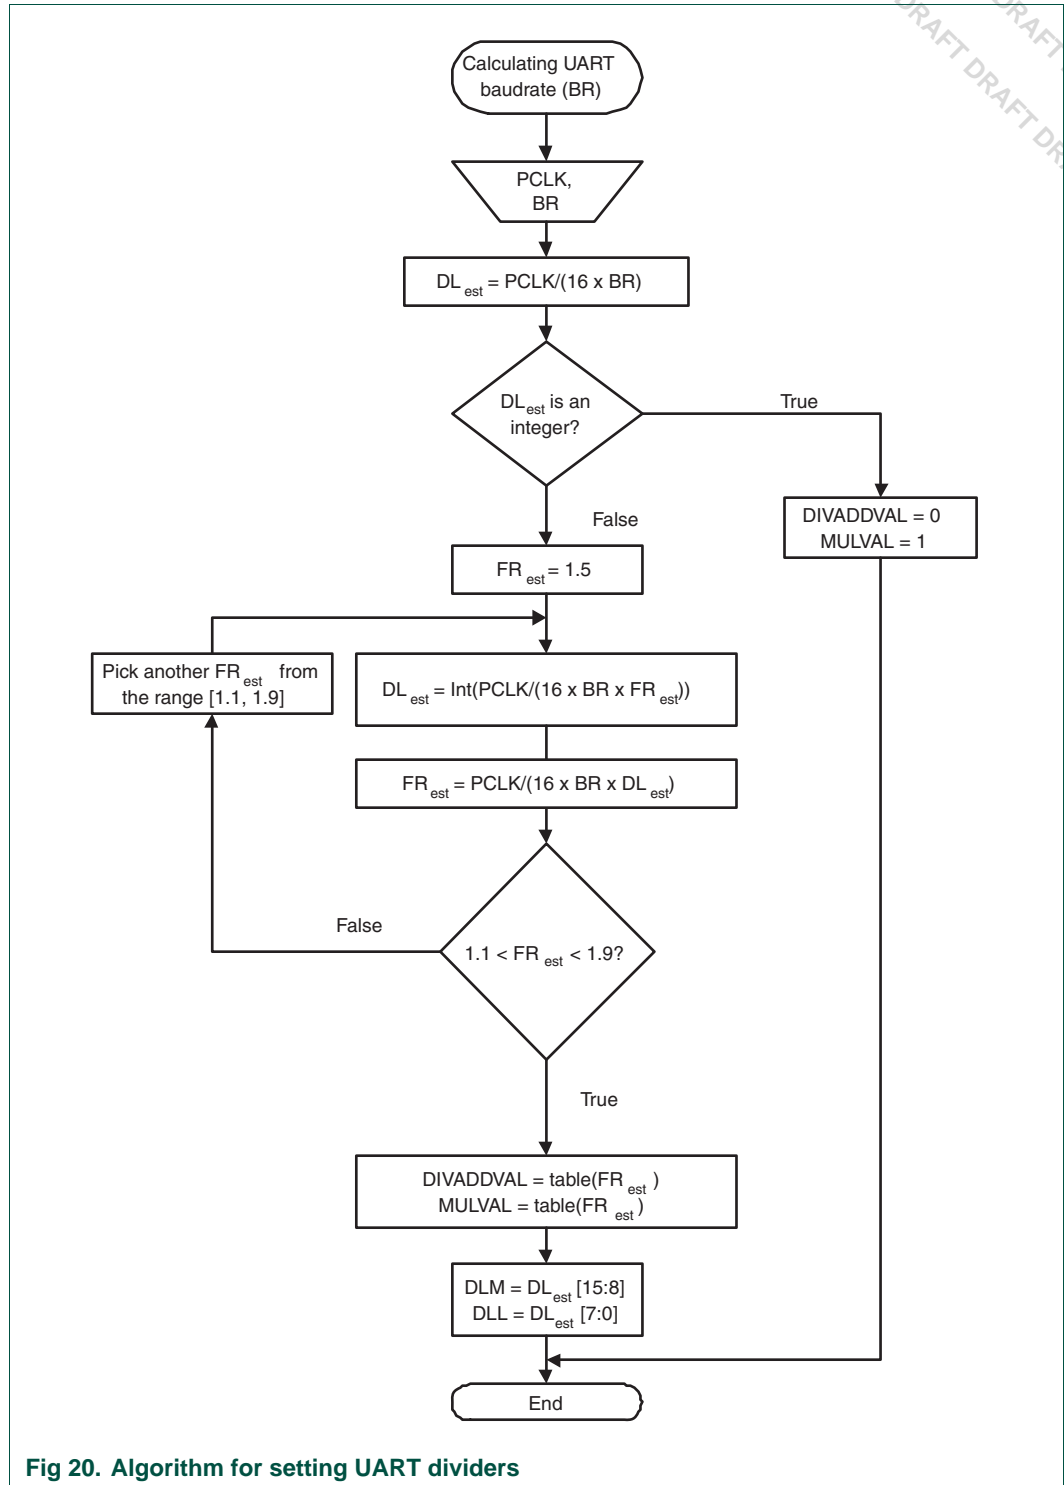 DRAFT DRAFT DR
DRAFT
Calculating UART
baudrate (BR)
PCLK,
BR
DL est = PCLK/(16 x BR)
DL est is an
integer?
True
False
DIVADDVAL = 0
MULVAL = 1
FR est = 1.5
Pick another FR est from
the range [1.1, 1.9]
DL est = Int(PCLK/(16 x BR x FR est))
FR est = PCLK/(16 x BR x DL est)
False
1.1 < FR est < 1.9?
True
DIVADDVAL = table(FR est )
MULVAL = table(FR est )
DLM = DL est [15:8]
DLL = DL est [7:0]
End
Fig 20. Algorithm for setting UART dividers